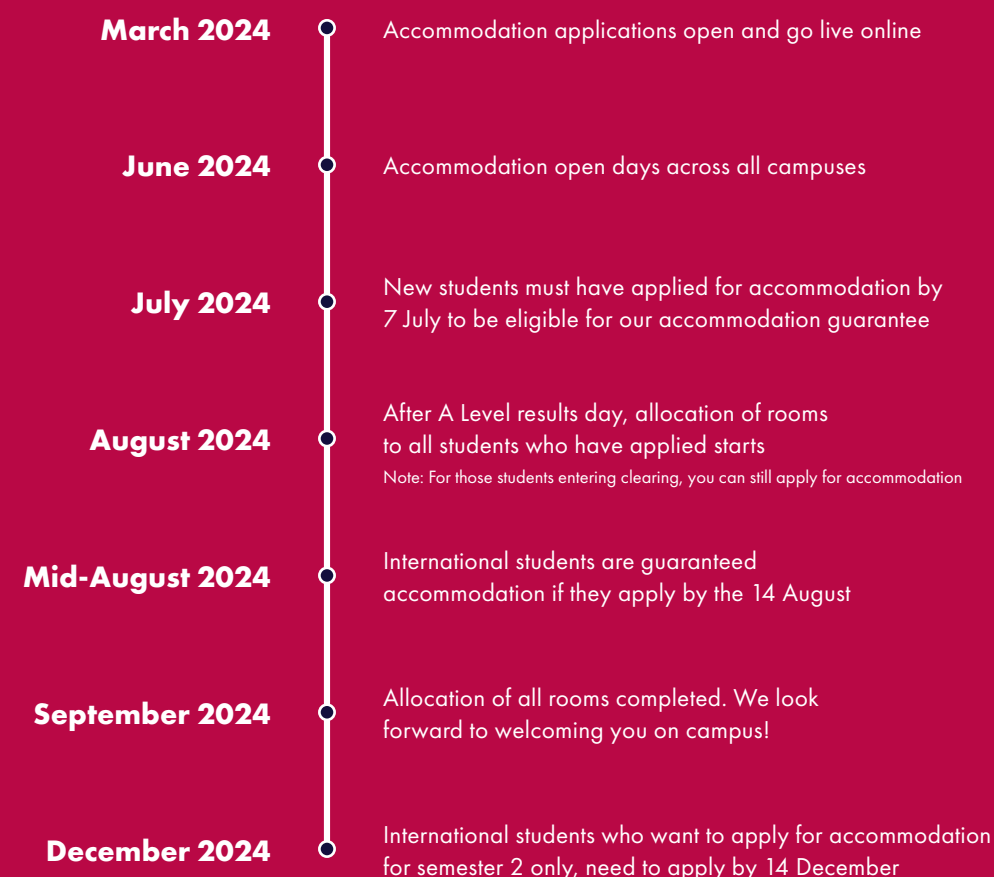 March 2024
Accommodation applications open and go live online
June 2024
Accommodation open days across all campuses
July 2024
New students must have applied for accommodation by
7 July to be eligible for our accommodation guarantee
August 2024
After A Level results day, allocation of rooms
to all students who have applied starts
Note: For those students entering clearing, you can still apply for accommodation
Mid-August 2024
International students are guaranteed
accommodation if they apply by the 14 August
September 2024
Allocation of all rooms completed. We look
forward to welcoming you on campus!
December 2024
International students who want to apply for accommodation
for semester 2 only, need to apply by 14 December